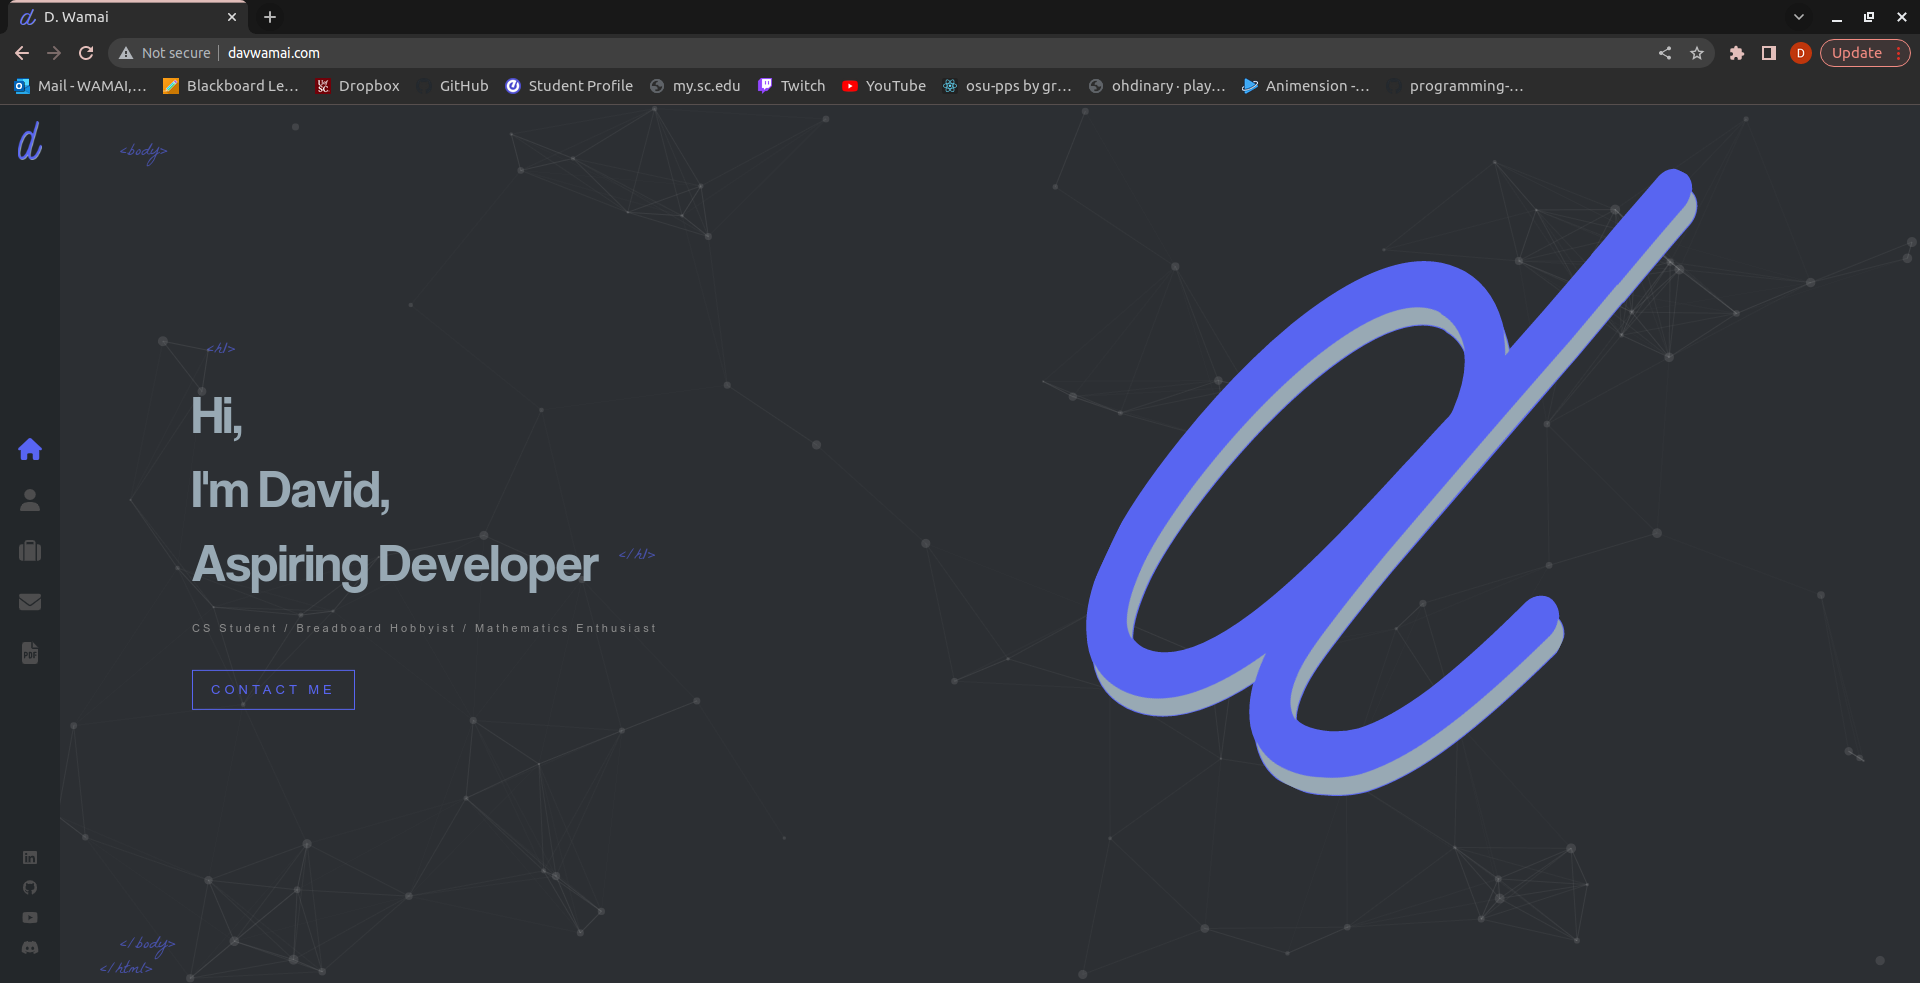 D. Wamai
Not secure davwamai.com
D Update
Mail - WAMAI,... Blackboard Le... Dropbox GitHub Student Profile my.sc.edu Twitch YouTube osu-pps by gr... ohdinary · play... Animension -... programming-...
d
<body>
<h1>
Hi,
I'm David,
Aspiring Developer </h1>
CS Student / Breadboard Hobbyist / Mathematics Enthusiast
CONTACT ME
PDF
</body>
</html>